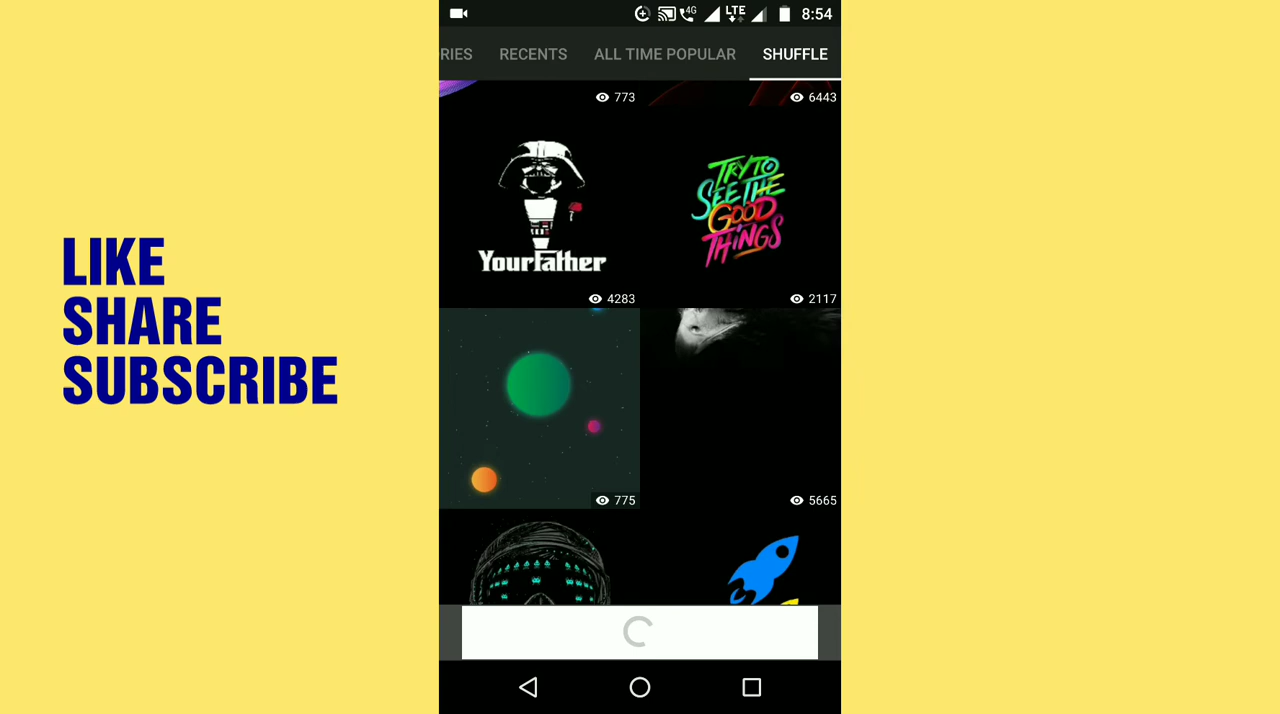 LIKE
SHARE
SUBSCRIBE
4G
LTE
8:54
RIES
RECENTS
ALL TIME POPULAR
SHUFFLE
773
6443
YourFather
TRY TO
SEE THE
GOOD
THINGS
4283
2117
775
5665